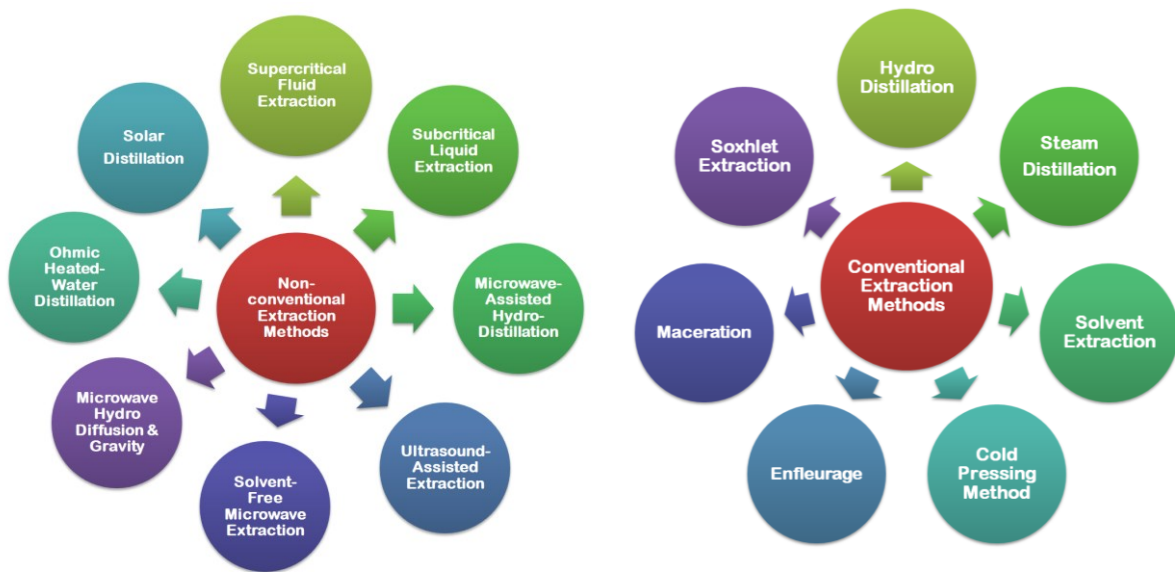 Supercritical
Fluid
Extraction
Subcritical
Liquid
Extraction
Microwave-
Assisted
Hydro-
Distillation
Ultrasound-
Assisted
Extraction
Solvent-
Free
Microwave
Extraction
Microwave
Hydro
Diffusion &
Gravity
Ohmic
Heated-
Water
Distillation
Solar
Distillation
Non-
conventional
Extraction
Methods
Hydro
Distillation
Steam
Distillation
Solvent
Extraction
Cold
Pressing
Method
Enfleurage
Maceration
Soxhlet
Extraction
Conventional
Extraction
Methods